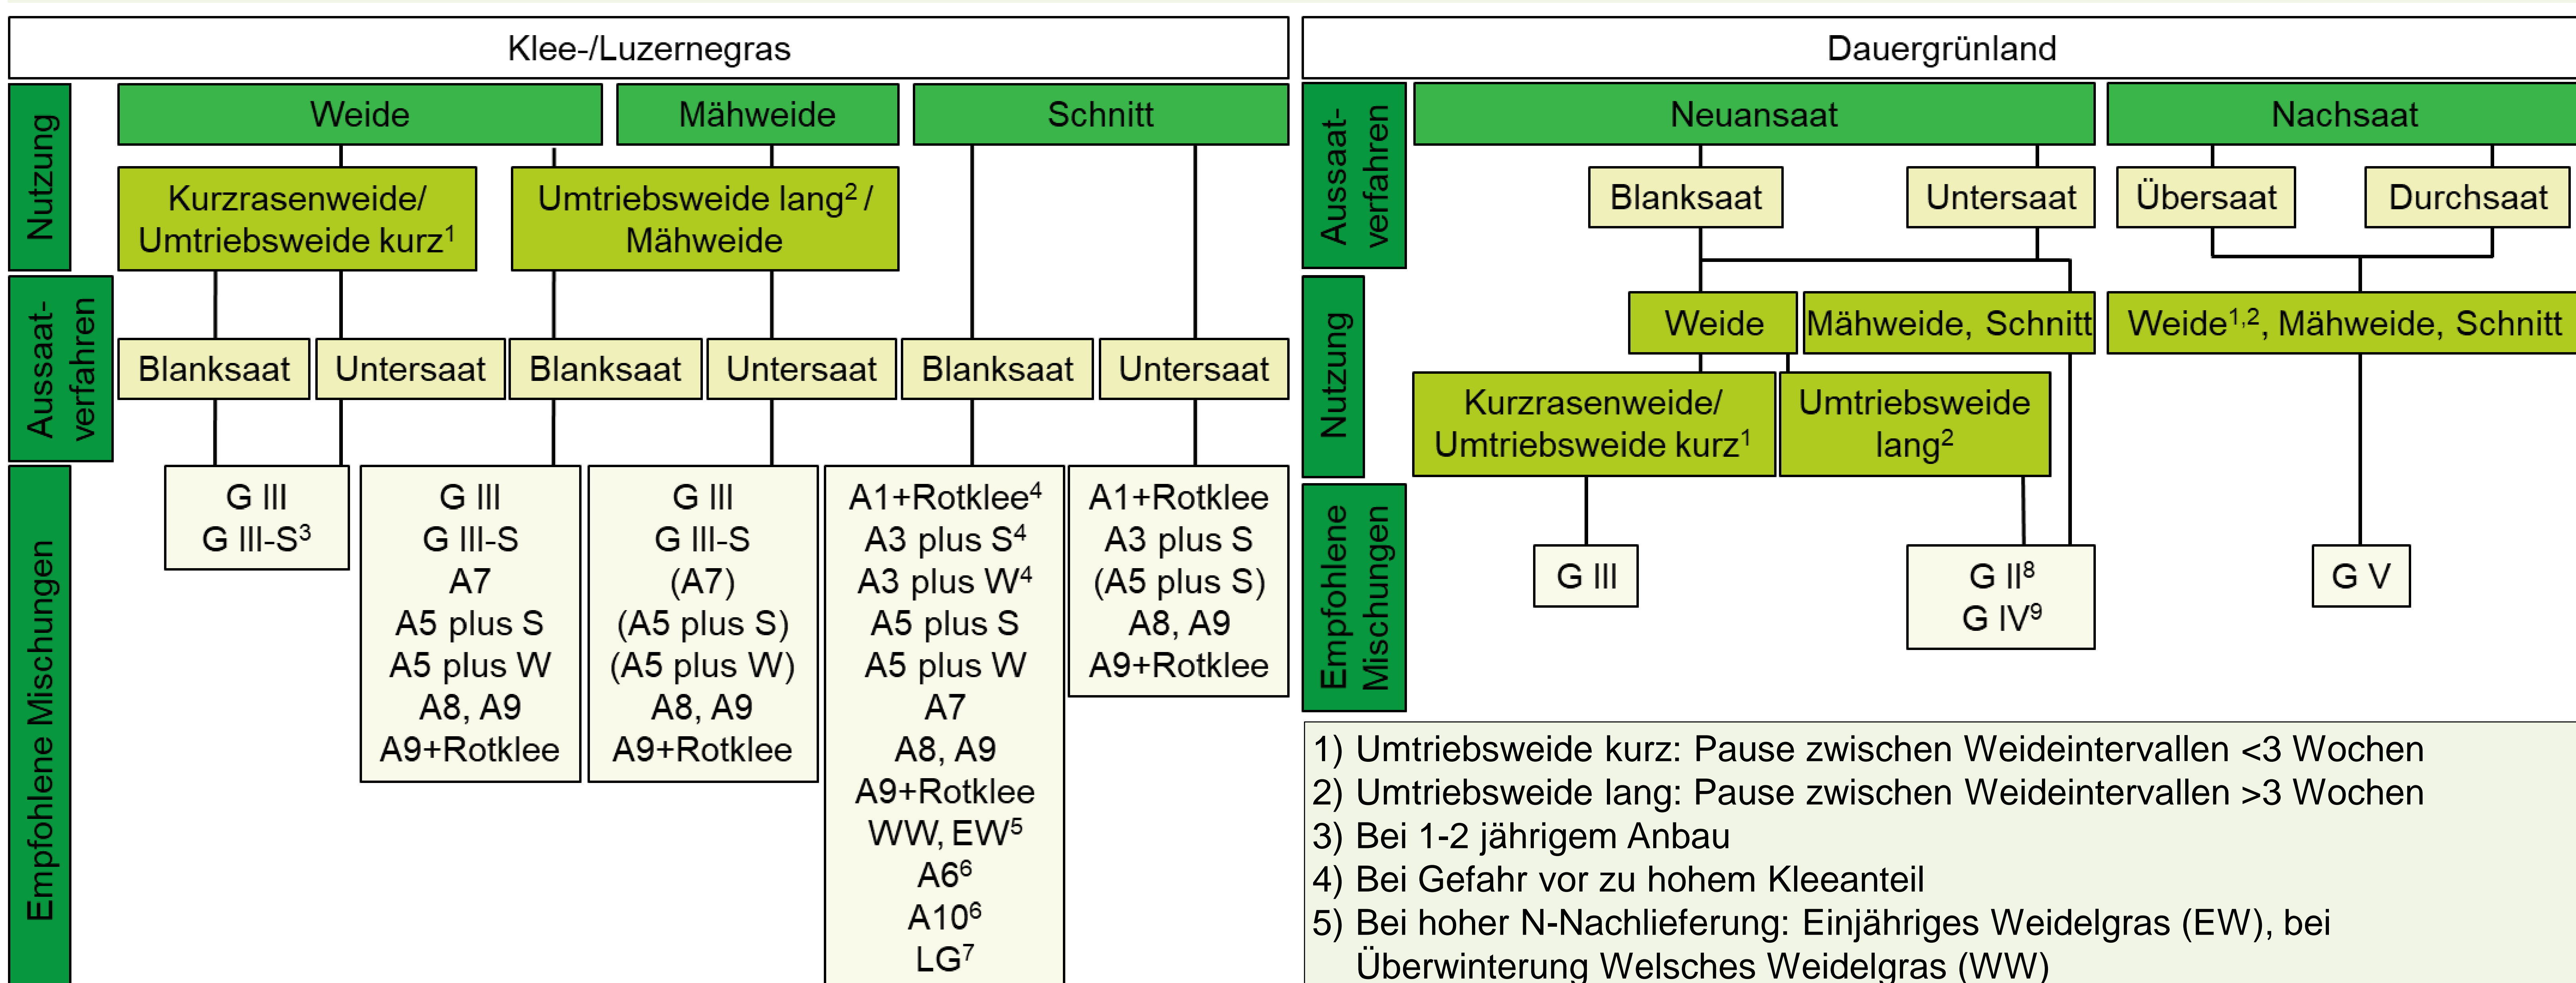 Klee-/Luzernegras
Nutzung
Weide
Mähweide
Schnitt
Kurzrasenweide/
Umtriebsweide kurz¹
Umtriebsweide lang² /
Mähweide
Aussaat-
verfahren
Blanksaat
Untersaat
Blanksaat
Untersaat
Blanksaat
Untersaat
Empfohlene Mischungen
G III
G III-S³
G III
G III-S
A7
A5 plus S
A5 plus W
A8, A9
A9+Rotklee
G III
G III-S
(A7)
(A5 plus S)
(A5 plus W)
A8, A9
A9+Rotklee
A1+Rotklee⁴
A3 plus S⁴
A3 plus W⁴
A5 plus S
A5 plus W
A7
A8, A9
A9+Rotklee
WW, EW⁵
A6⁶
A10⁶
LG⁷
A1+Rotklee
A3 plus S
(A5 plus S)
A8, A9
A9+Rotklee
Dauergrünland
Aussaat-
verfahren
Neuansaat
Nachsaat
Blanksaat
Untersaat
Übersaat
Durchsaat
Nutzung
Weide
Mähweide, Schnitt
Weide¹,², Mähweide, Schnitt
Kurzrasenweide/
Umtriebsweide kurz¹
Umtriebsweide
lang²
Empfohlene
Mischungen
G III
G II⁸
G IV⁹
G V
1) Umtriebsweide kurz: Pause zwischen Weideintervallen <3 Wochen
2) Umtriebsweide lang: Pause zwischen Weideintervallen >3 Wochen
3) Bei 1-2 jährigem Anbau
4) Bei Gefahr vor zu hohem Kleeanteil
5) Bei hoher N-Nachlieferung: Einjähriges Weidelgras (EW), bei
Überwinterung Welsches Weidelgras (WW)